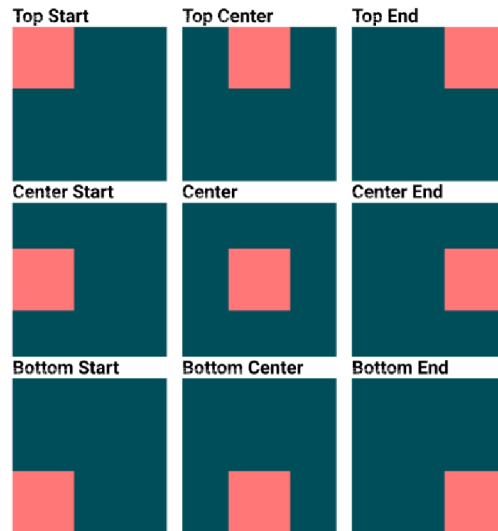 Top Start
Top Center
Top End
Center Start
Center
Center End
Bottom Start
Bottom Center
Bottom End